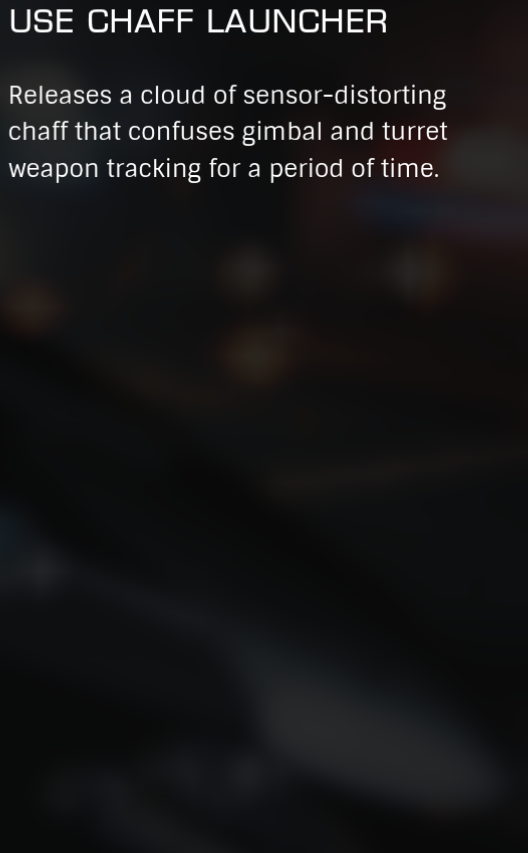 USE CHAFF LAUNCHER
Releases a cloud of sensor-distorting
chaff that confuses gimbal and turret
weapon tracking for a period of time.